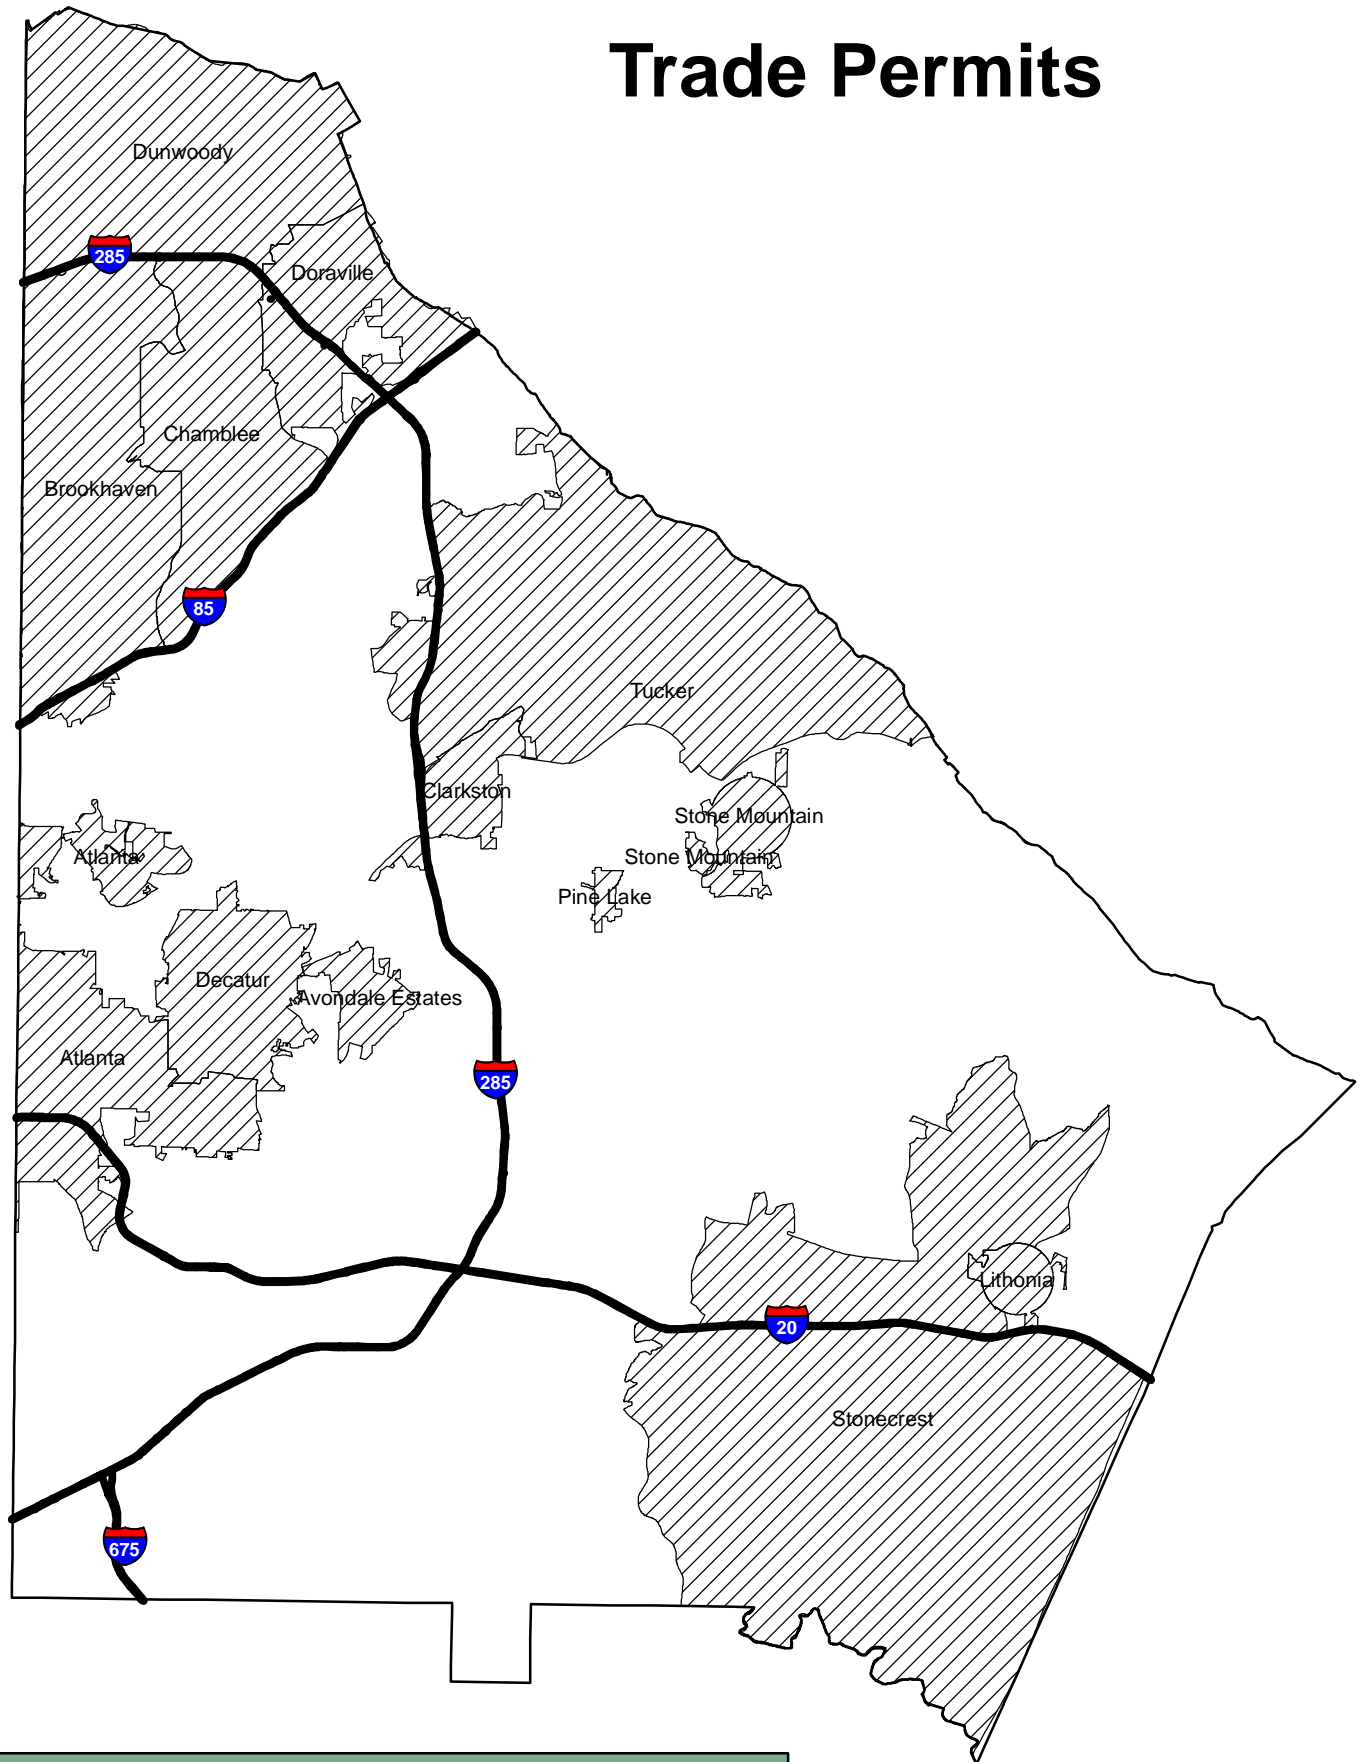 Trade Permits
Dunwoody
285
Doraville
Chamblee
Brookhaven
85
Tucker
Clarkston
Stone Mountain
Atlanta
Stone Mountain
Pine Lake
Decatur
Avondale Estates
Atlanta
285
Lithonia
20
Stonecrest
675